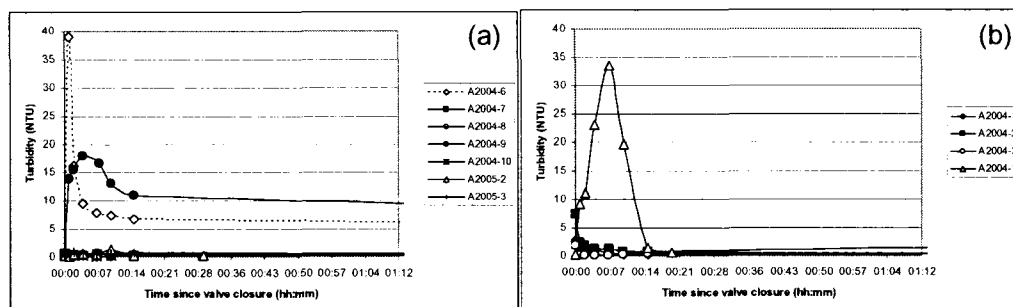 (a)
Turbidity (NTU)
40
35
30
25
20
15
10
5
0
00:00 00:07 00:14 00:21 00:28 00:36 00:43 00:50 00:57 01:04 01:12
Time since valve closure (hh:mm)
A2004-6
A2004-7
A2004-8
A2004-9
A2004-10
A2005-2
A2005-3
(b)
Turbidity (NTU)
40
35
30
25
20
15
10
5
0
00:00 00:07 00:14 00:21 00:28 00:36 00:43 00:50 00:57 01:04 01:12
Time since valve closure (hh:mm)
A2004-
A2004-
A2004-
A2004-